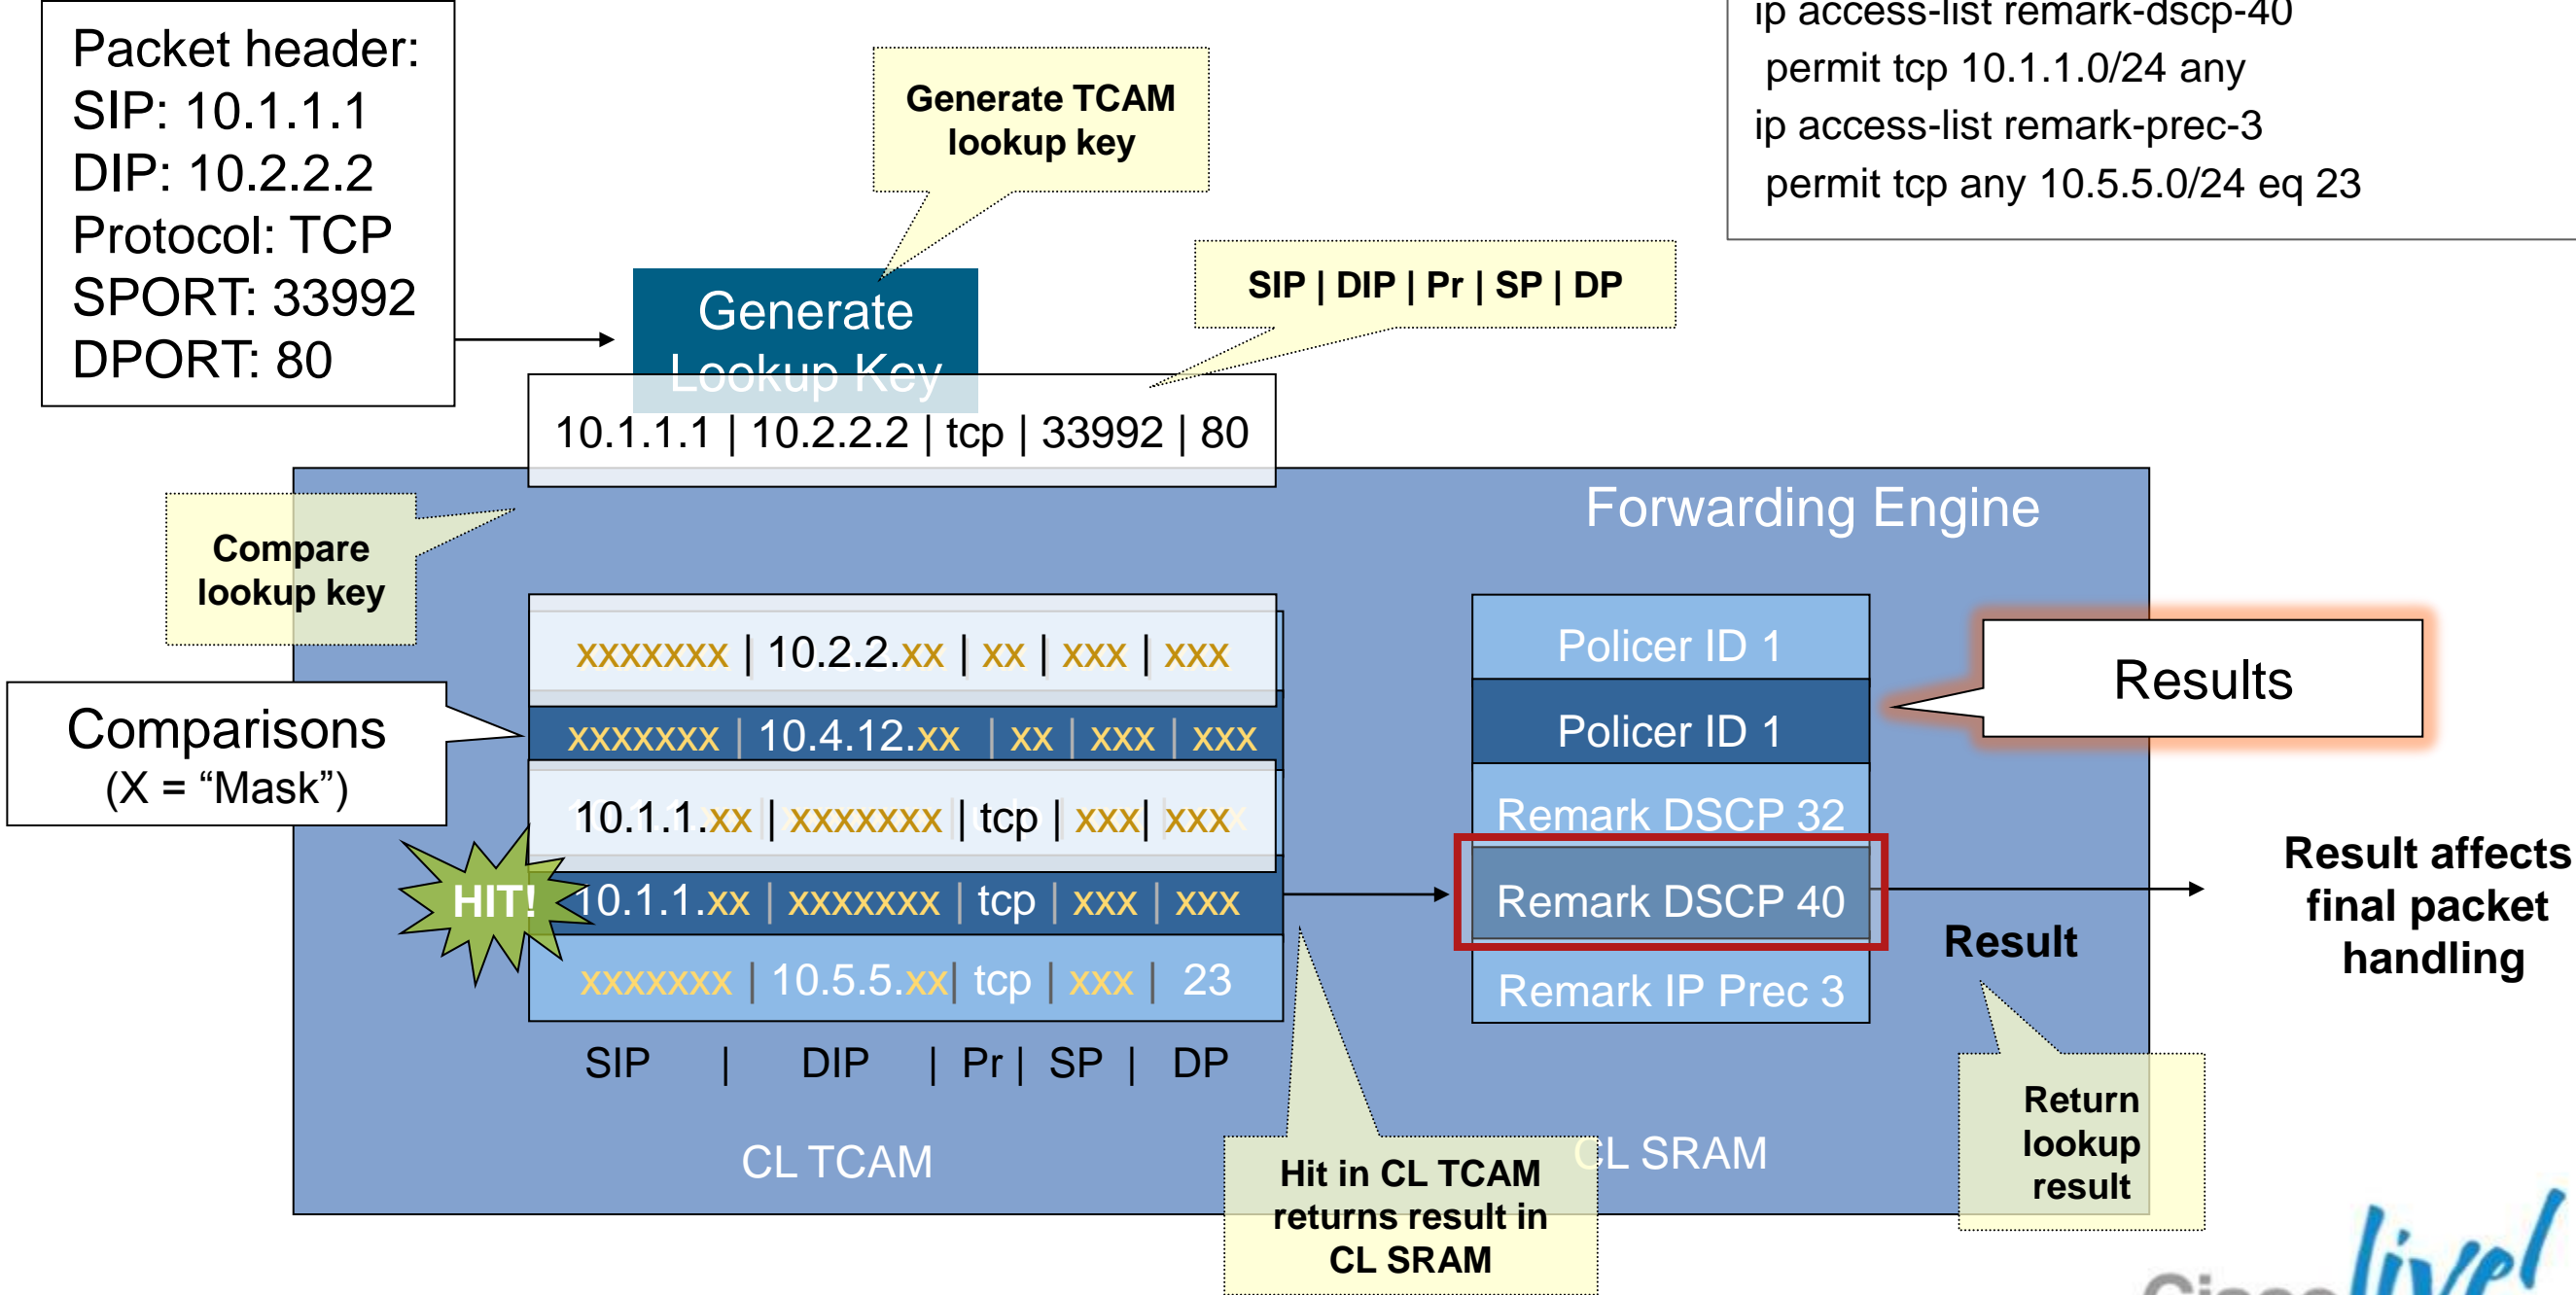 Packet header:
SIP: 10.1.1.1
DIP: 10.2.2.2
Protocol: TCP
SPORT: 33992
DPORT: 80
Generate TCAM
lookup key
ip access-list remark-dscp-40
permit tcp 10.1.1.0/24 any
ip access-list remark-prec-3
permit tcp any 10.5.5.0/24 eq 23
Generate
Lookup Key
SIP | DIP | Pr | SP | DP
10.1.1.1 | 10.2.2.2 | tcp | 33992 | 80
Forwarding Engine
Compare
lookup key
Comparisons
(X = “Mask”)
xxxxxxx | 10.2.2.xx | xx | xxx | xxx
xxxxxxx | 10.4.12.xx | xx | xxx | xxx
10.1.1.xx | xxxxxxx | tcp | xxx| xxx
HIT!
10.1.1.xx | xxxxxxx | tcp | xxx | xxx
xxxxxxx | 10.5.5.xx| tcp | xxx | 23
SIP | DIP | Pr | SP | DP
CL TCAM
Policer ID 1
Policer ID 1
Remark DSCP 32
Remark DSCP 40
Remark IP Prec 3
CL SRAM
Results
Result
Result affects
final packet
handling
Hit in CL TCAM
returns result in
CL SRAM
Return
lookup
result
Cisco live!